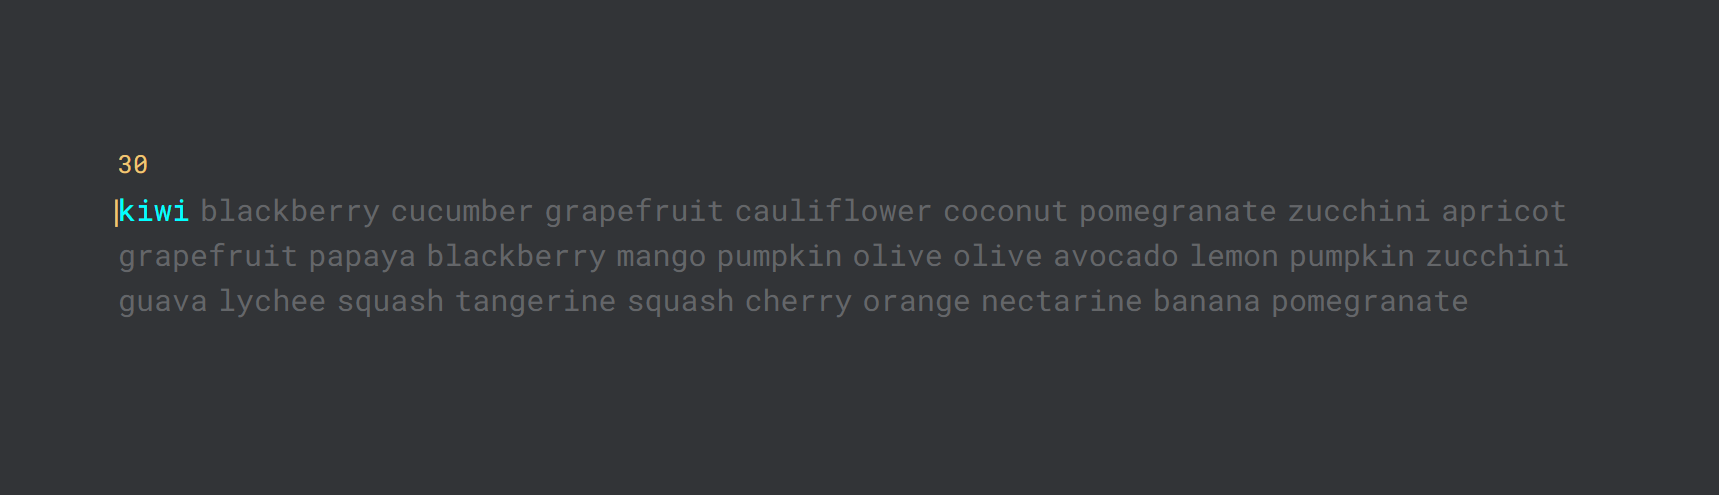 30
kiwi blackberry cucumber grapefruit cauliflower coconut pomegranate zucchini apricot
grapefruit papaya blackberry mango pumpkin olive olive avocado lemon pumpkin zucchini
guava lychee squash tangerine squash cherry orange nectarine banana pomegranate